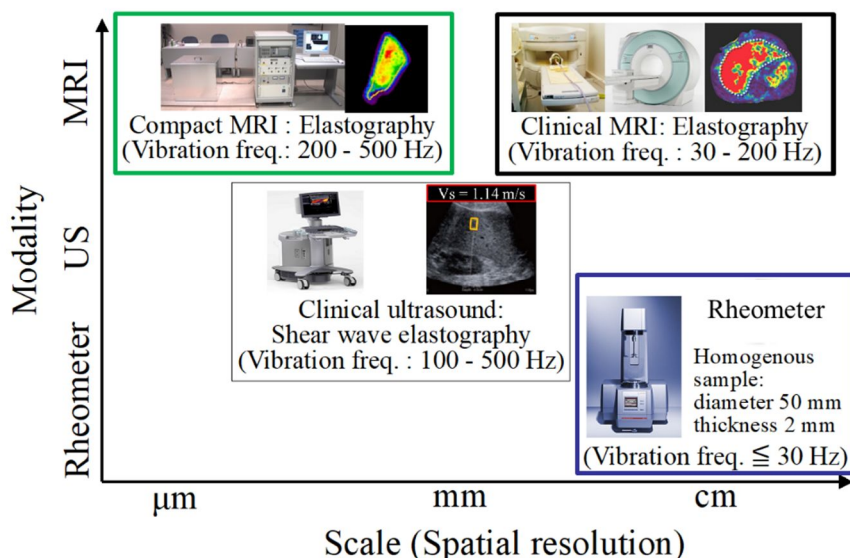 MRI
Compact MRI : Elastography
(Vibration freq.: 200 - 500 Hz)
Clinical MRI: Elastography
(Vibration freq. : 30 - 200 Hz)
Modality
US
Vs = 1.14 m/s
Clinical ultrasound:
Shear wave elastography
(Vibration freq. : 100 - 500 Hz)
Rheometer
Rheometer
Homogenous
sample:
diameter 50 mm
thickness 2 mm
(Vibration freq. ≦ 30 Hz)
μm
mm
cm
Scale (Spatial resolution)